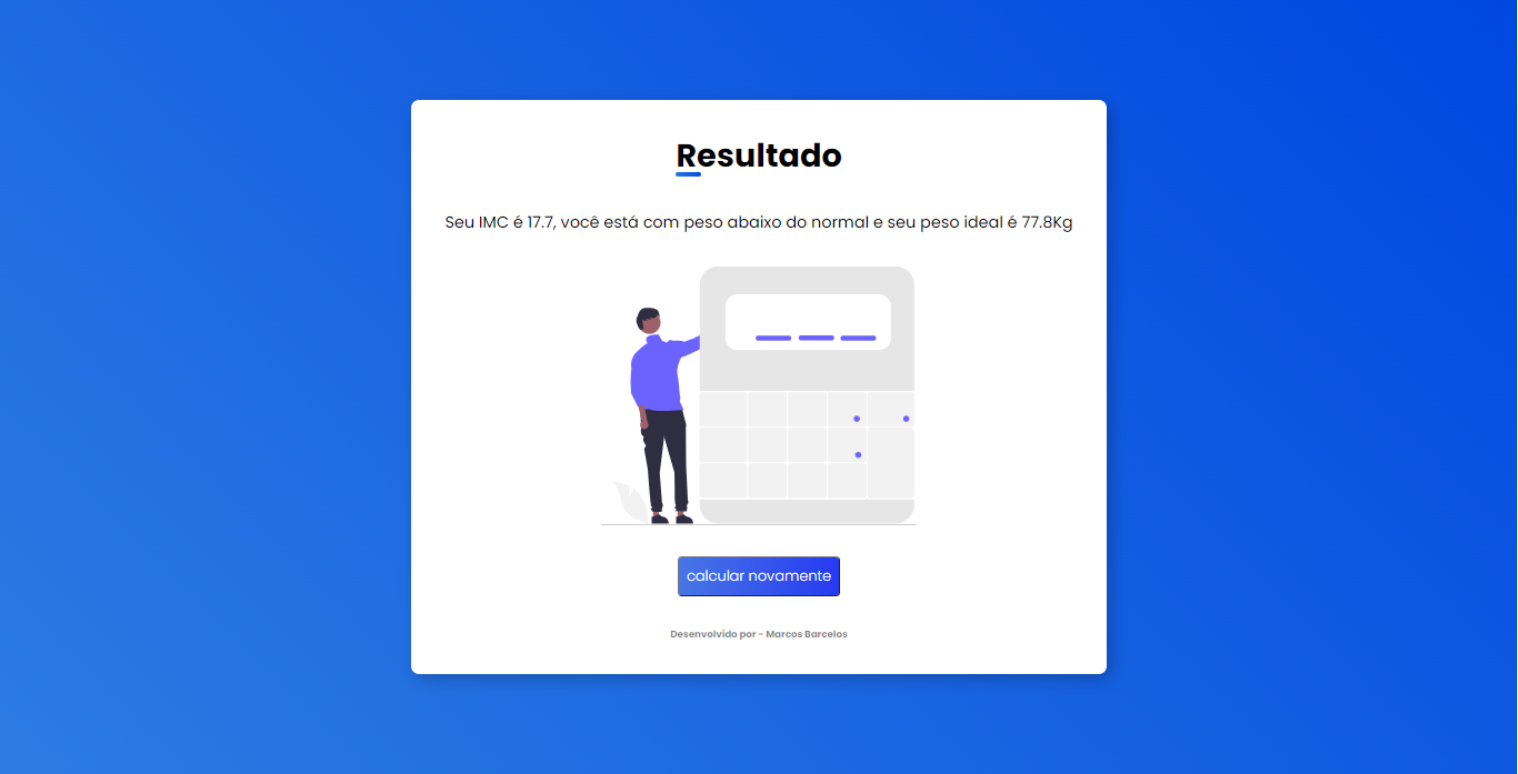 Resultado
Seu IMC é 17.7, você está com peso abaixo do normal e seu peso ideal é 77.8Kg
calcular novamente
Desenvolvido por - Marcos Barcelos